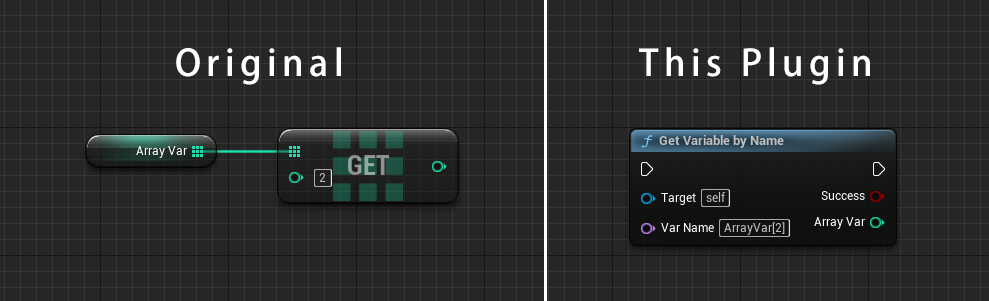 Original
Array Var
GET
2
This Plugin
f Get Variable by Name
Target self
Success
Var Name ArrayVar[2]
Array Var